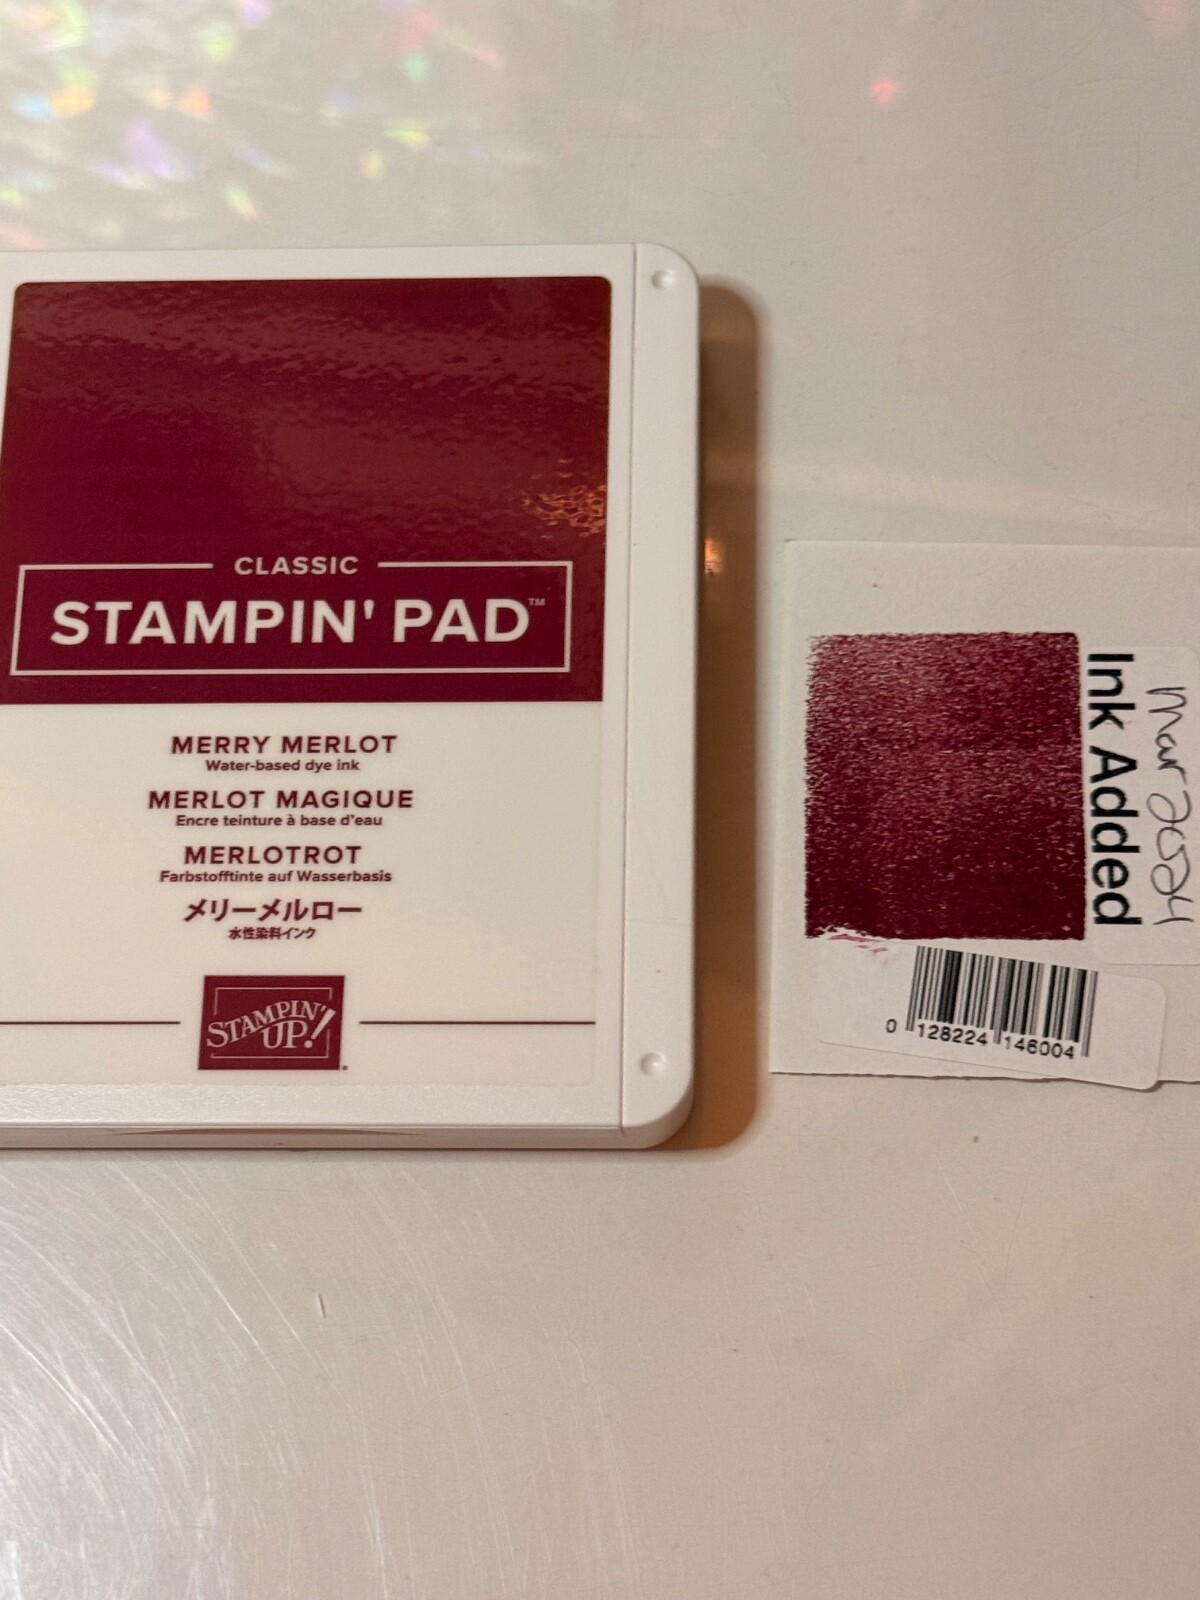 CLASSIC
STAMPIN' PAD™
MERRY MERLOT
Water-based dye ink
MERLOT MAGIQUE
Encre teinture à base d'eau
MERLOTROT
Farbstofftinte auf Wasserbasis
メリーメルロー
水性染料インク
STAMPIN'
UP!
Ink Added
Mar 2024
0 128224 146004